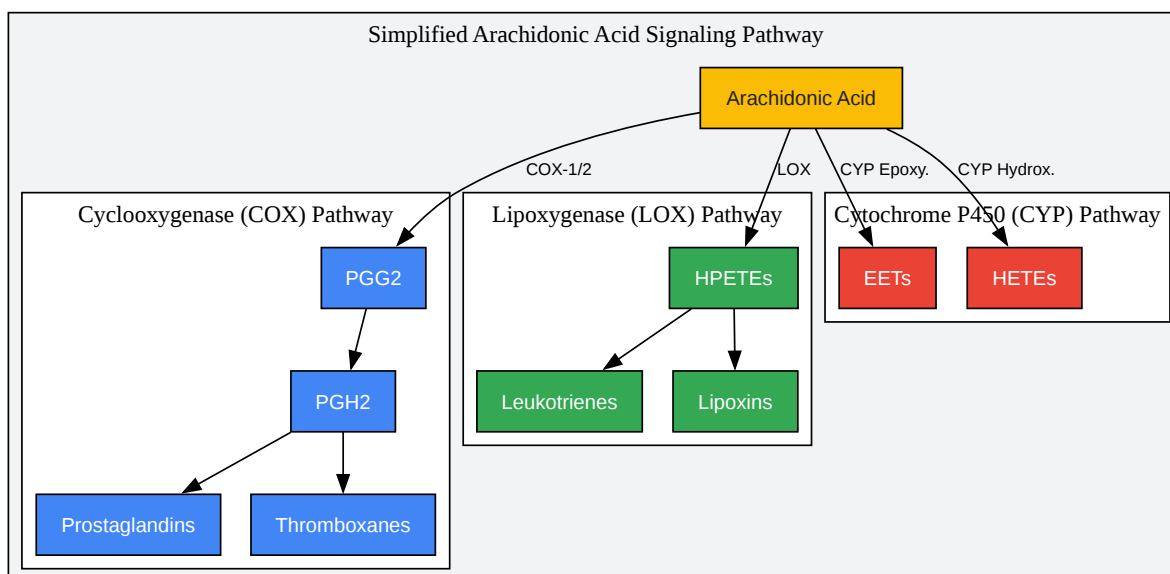 Simplified Arachidonic Acid Signaling Pathway
Arachidonic Acid
COX-1/2
LOX
CYP Epoxy.
CYP Hydrox.
Cyclooxygenase (COX) Pathway
Lipoxygenase (LOX) Pathway
Cytochrome P450 (CYP) Pathway
PGG2
HPETEs
EETs
HETEs
PGH2
Leukotrienes
Lipoxins
Prostaglandins
Thromboxanes